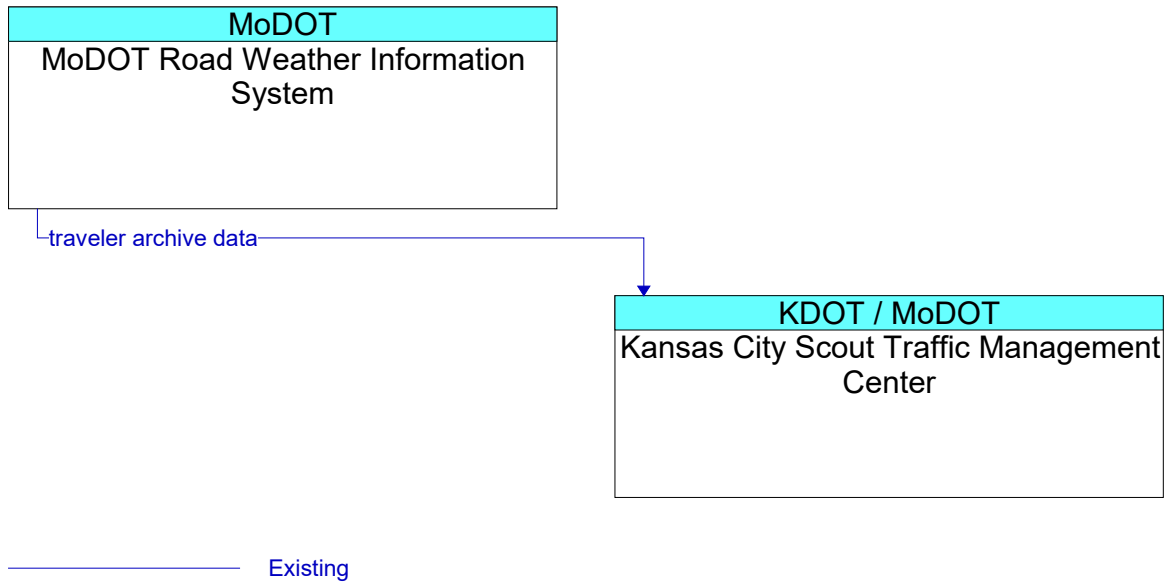 MoDOT
MoDOT Road Weather Information
System
traveler archive data
KDOT / MoDOT
Kansas City Scout Traffic Management
Center
Existing